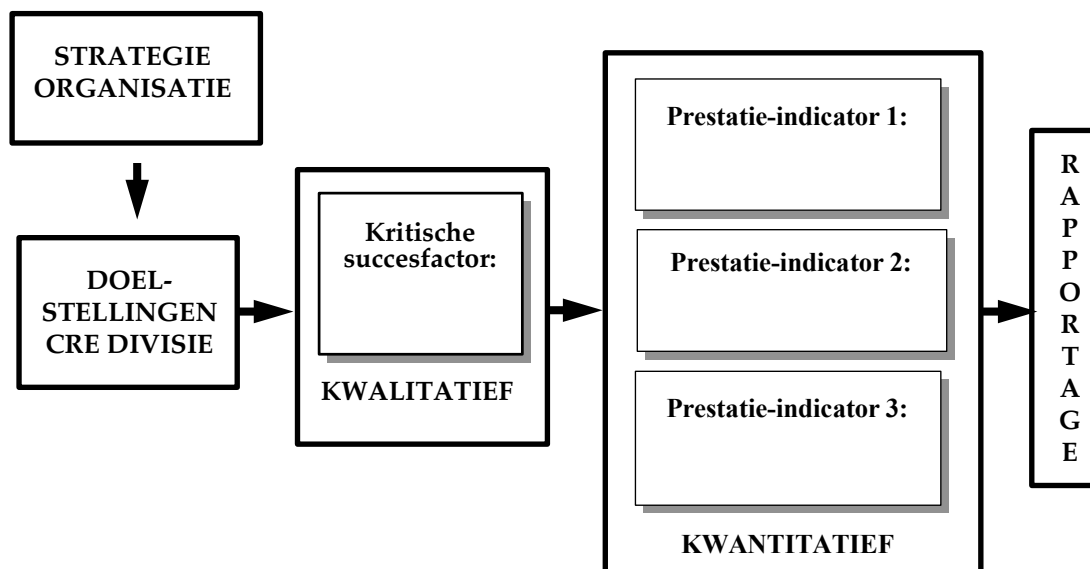 STRATEGIE
ORGANISATIE
DOEL-
STELLINGEN
CRE DIVISIE
Kritische
succesfactor:
KWALITATIEF
Prestatie-indicator 1:
Prestatie-indicator 2:
Prestatie-indicator 3:
KWANTITATIEF
R
A
P
P
O
R
T
A
G
E